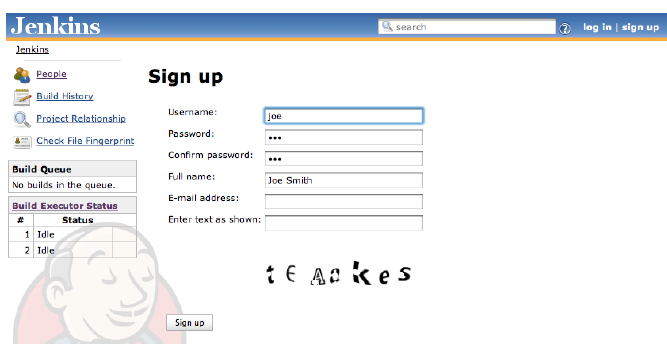 Jenkins
search
log in | sign up
Jenkins
People
Build History
Project Relationship
Check File Fingerprint
Build Queue
No builds in the queue.
Build Executor Status
# Status
1 Idle
2 Idle
Sign up
Username: joe
Password: •••
Confirm password: •••
Full name: Joe Smith
E-mail address:
Enter text as shown:
Sign up